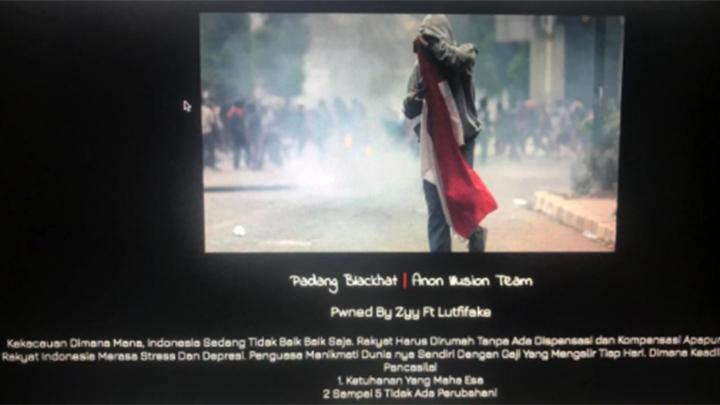 Padang Blackhat | Anon Illusion Team
Pwned By Zyy Ft Lutfifake
Kekacauan Dimana Mana, Indonesia Sedang Tidak Baik Baik Saja. Rakyat Harus Dirumah Tanpa Ada Dispensasi dan Kompensasi Apapu
Rakyat Indonesia Merasa Stress Dan Depresi. Penguasa Menikmati Dunia nya Sendiri Dengan Gaji Yang Mengalir Tiap Hari. Dimana Keadi
Pancasila!
1. Ketuhanan Yang Maha Esa
2 Sampai 5 Tidak Ada Perubahan!